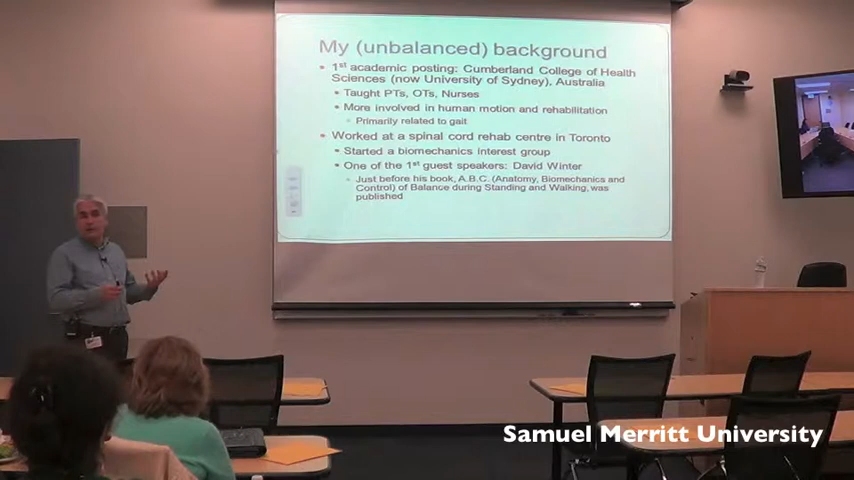 My (unbalanced) background
• 1st academic posting: Cumberland College of Health
Sciences (now University of Sydney), Australia
• Taught PTs, OTs, Nurses
• More involved in human motion and rehabilitation
▫ Primarily related to gait
• Worked at a spinal cord rehab centre in Toronto
• Started a biomechanics interest group
• One of the 1st guest speakers: David Winter
▫ Just before his book, A.B.C. (Anatomy, Biomechanics and
Control) of Balance during Standing and Walking, was
published
Samuel Merritt University